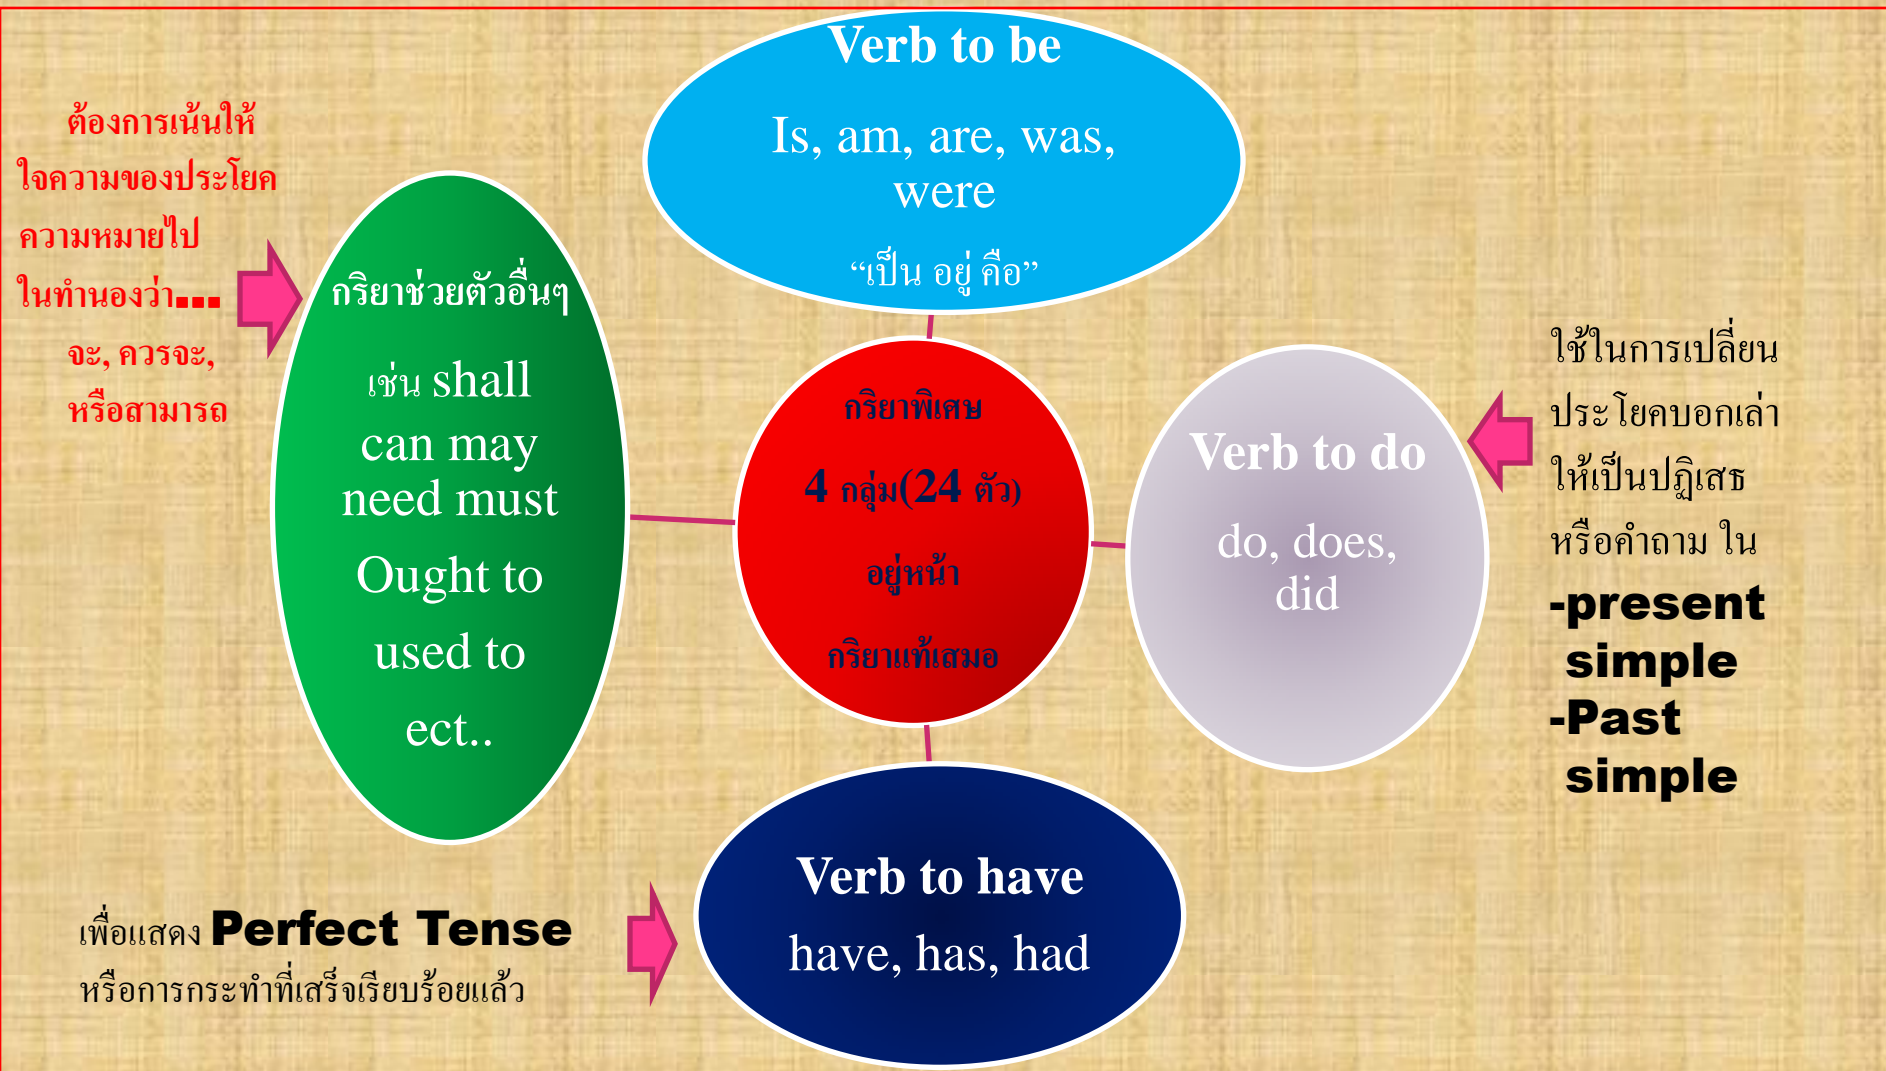 Verb to be
Is, am, are, was,
were
“เป็น อยู่ คือ”
ต้องการเน้นให้
ใจความของประโยค
ความหมายไป
ในทำนองว่า...
จะ, ควรจะ,
หรือสามารถ
กริยาช่วยตัวอื่นๆ
เช่น shall
can may
need must
Ought to
used to
ect..
กริยาพิเศษ
4 กลุ่ม(24 ตัว)
อยู่หน้า
กริยาแท้เสมอ
Verb to do
do, does,
did
ใช้ในการเปลี่ยน
ประโยคบอกเล่า
ให้เป็นปฏิเสธ
หรือคำถาม ใน
-present
simple
-Past
simple
Verb to have
have, has, had
เพื่อแสดง Perfect Tense
หรือการกระทำที่เสร็จเรียบร้อยแล้ว